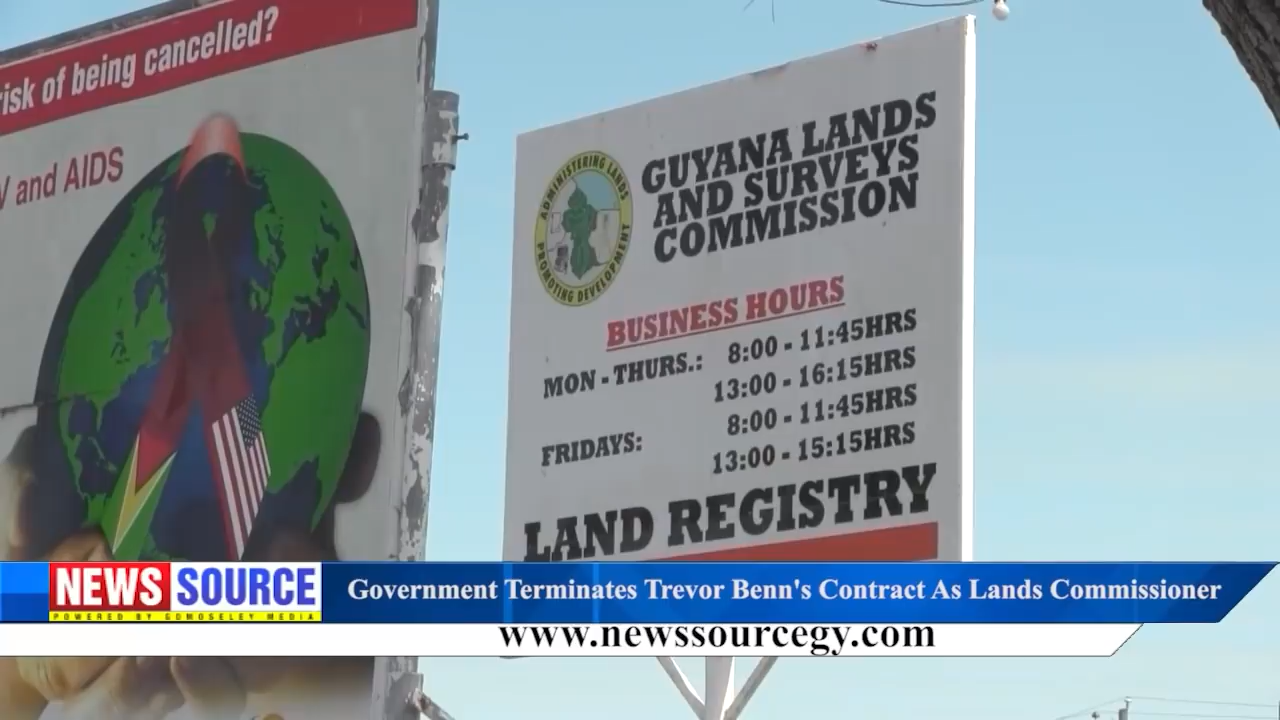 risk of being cancelled?
and AIDS
ADMINISTERING LANDS
PROMOTING DEVELOPMENT
GUYANA LANDS
AND SURVEYS
COMMISSION
BUSINESS HOURS
MON - THURS.: 8:00 - 11:45HRS
13:00 - 16:15HRS
FRIDAYS: 8:00 - 11:45HRS
13:00 - 15:15HRS
LAND REGISTRY
NEWS SOURCE
POWERED BY GDMOSELEY MEDIA
Government Terminates Trevor Benn's Contract As Lands Commissioner
www.newssourcegy.com